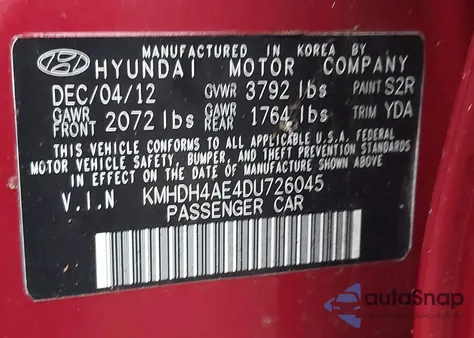 MANUFACTURED IN KOREA BY
HYUNDAI MOTOR COMPANY
DEC/04/12 GVWR 3792 lbs PAINT S2R
GAWR FRONT 2072 lbs GAWR REAR 1764 lbs TRIM YDA
THIS VEHICLE CONFORMS TO ALL APPLICABLE U.S.A. FEDERAL
MOTOR VEHICLE SAFETY, BUMPER, AND THEFT PREVENTION STANDARDS
IN EFFECT ON THE DATE OF MANUFACTURE SHOWN ABOVE
V.I.N KMHDH4AE4DU726045
PASSENGER CAR
autoSnap